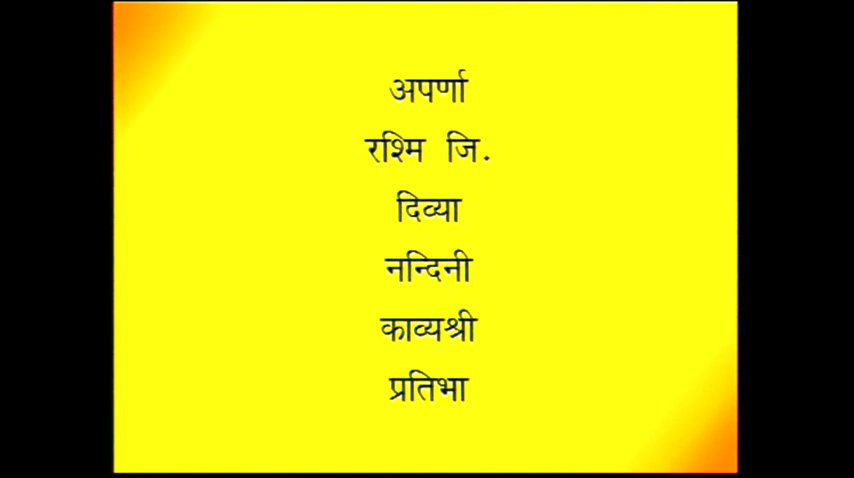 अपर्णा
रश्मि जि.
दिव्या
नन्दिनी
काव्यश्री
प्रतिभा